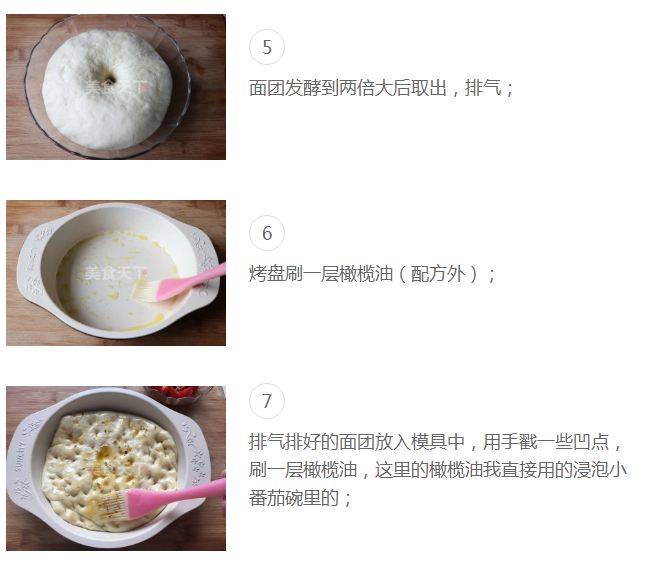 美食天下
5
面团发酵到两倍大后取出，排气；
美食天下
6
烤盘刷一层橄榄油（配方外）；
7
排气排好的面团放入模具中，用手戳一些凹点，
刷一层橄榄油，这里的橄榄油我直接用的浸泡小
番茄碗里的；